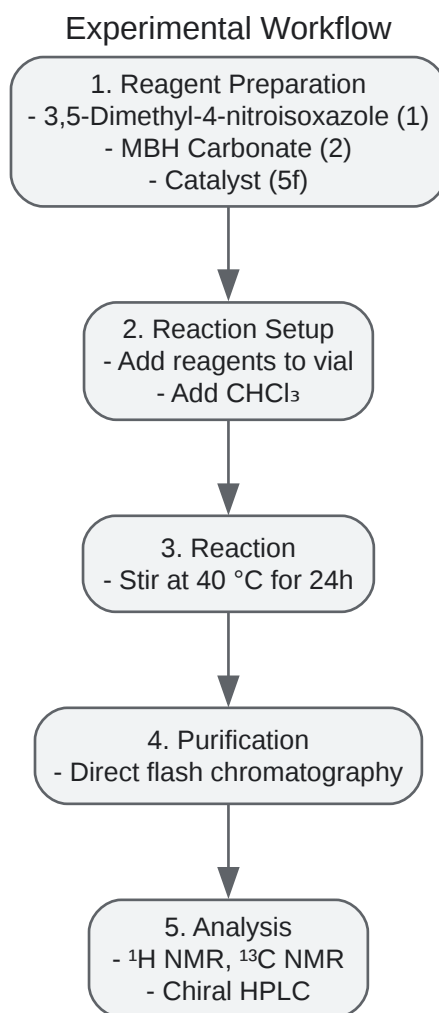 Experimental Workflow
1. Reagent Preparation
- 3,5-Dimethyl-4-nitroisoxazole (1)
- MBH Carbonate (2)
- Catalyst (5f)
2. Reaction Setup
- Add reagents to vial
- Add CHCl₃
3. Reaction
- Stir at 40 °C for 24h
4. Purification
- Direct flash chromatography
5. Analysis
- ¹H NMR, ¹³C NMR
- Chiral HPLC